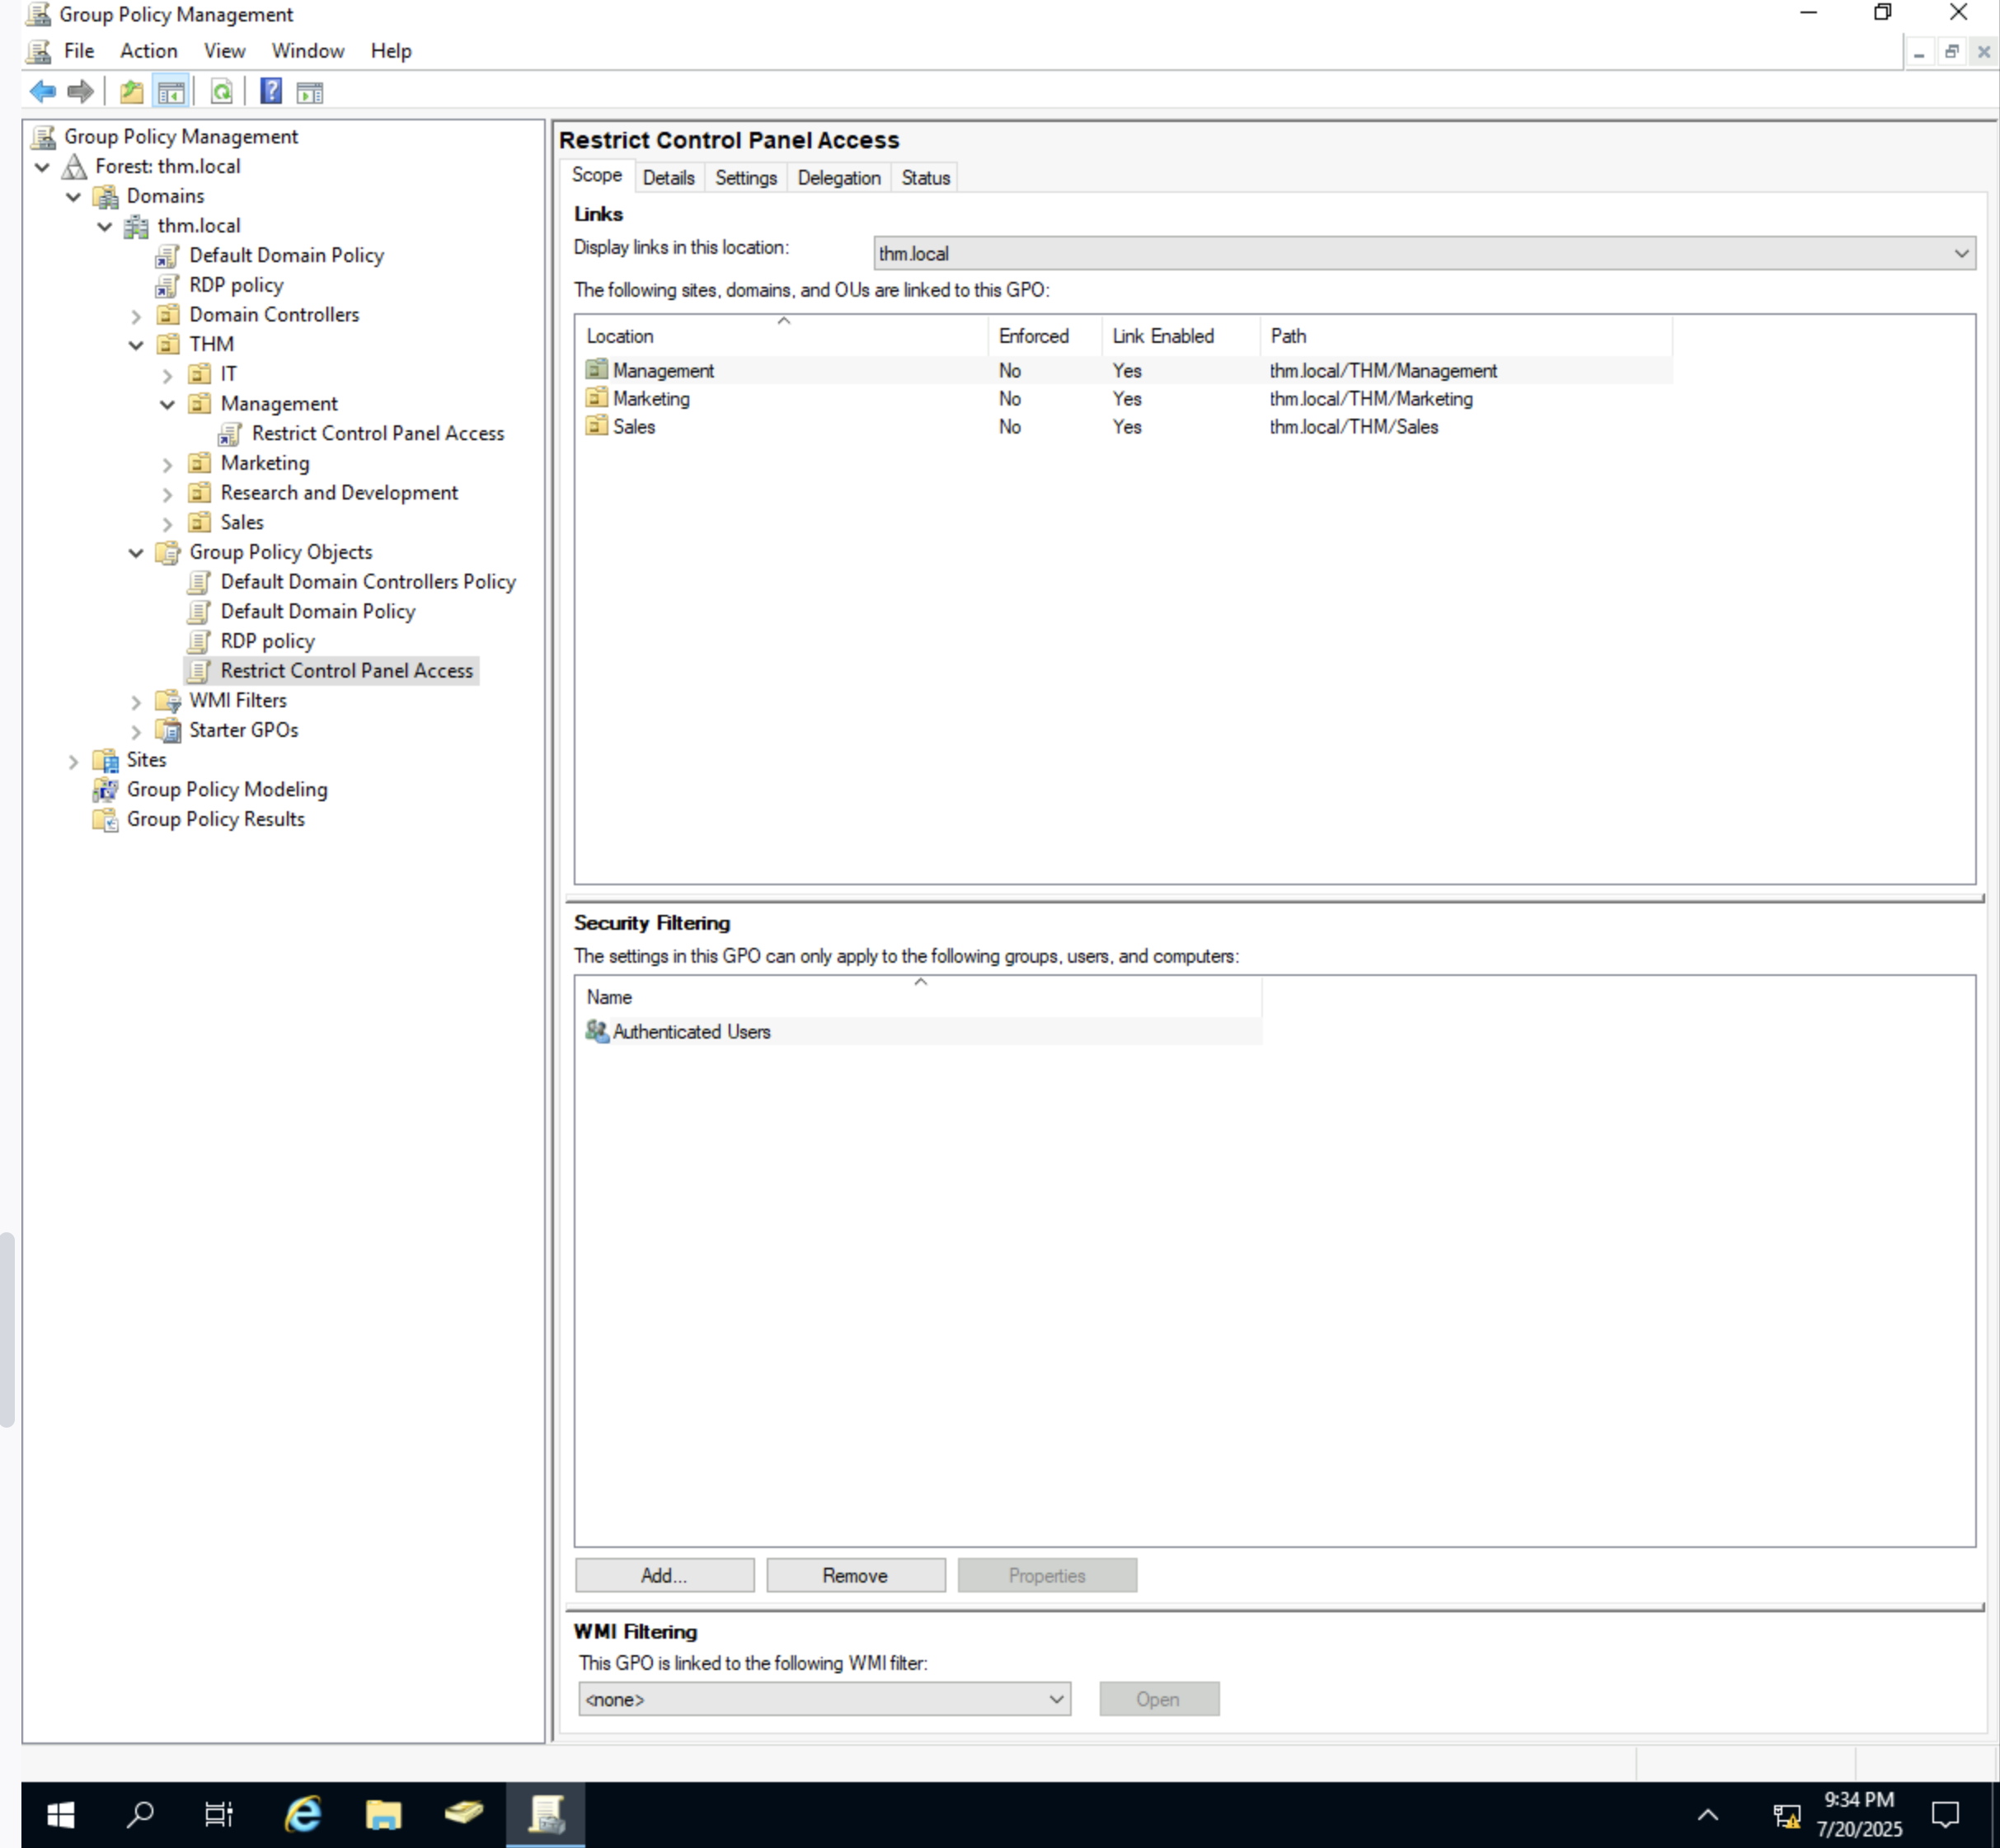 Group Policy Management
File Action View Window Help
Group Policy Management
Forest: thm.local
Domains
thm.local
Default Domain Policy
RDP policy
Domain Controllers
THM
IT
Management
Restrict Control Panel Access
Marketing
Research and Development
Sales
Group Policy Objects
Default Domain Controllers Policy
Default Domain Policy
RDP policy
Restrict Control Panel Access
WMI Filters
Starter GPOs
Sites
Group Policy Modeling
Group Policy Results
Restrict Control Panel Access
Scope Details Settings Delegation Status
Links
Display links in this location: thm.local
The following sites, domains, and OUs are linked to this GPO:
Location Enforced Link Enabled Path
Management No Yes thm.local/THM/Management
Marketing No Yes thm.local/THM/Marketing
Sales No Yes thm.local/THM/Sales
Security Filtering
The settings in this GPO can only apply to the following groups, users, and computers:
Name
Authenticated Users
Add... Remove Properties
WMI Filtering
This GPO is linked to the following WMI filter:
<none> Open
9:34 PM
7/20/2025